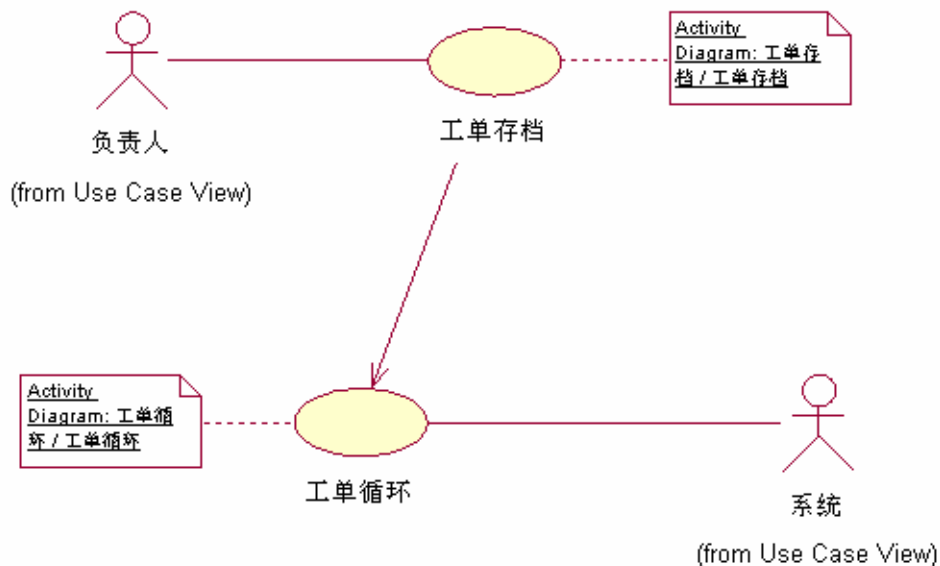 Activity
Diagram: 工单存
档 / 工单存档
负责人
工单存档
(from Use Case View)
Activity
Diagram: 工单循
环 / 工单循环
工单循环
系统
(from Use Case View)